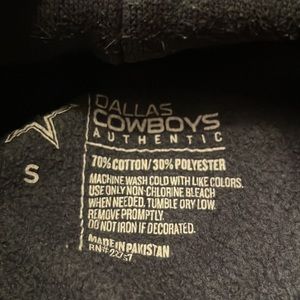 DALLAS
COWBOYS
AUTHENTIC
S
70% COTTON/30% POLYESTER
MACHINE WASH COLD WITH LIKE COLORS.
USE ONLY NON-CHLORINE BLEACH
WHEN NEEDED. TUMBLE DRY LOW.
REMOVE PROMPTLY.
DO NOT IRON IF DECORATED.
MADE IN PAKISTAN